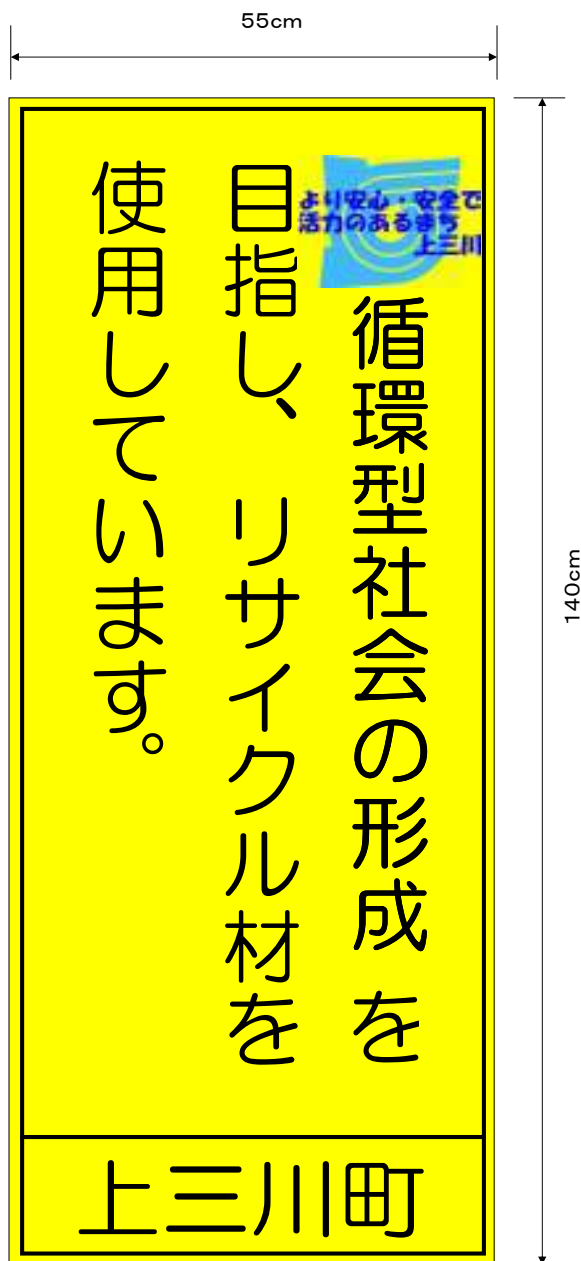 55cm
より安心・安全で
活力のあるまち
上三川
循環型社会の形成 を
目指し、 リサイクル材を
使用しています。
140cm
上三川町